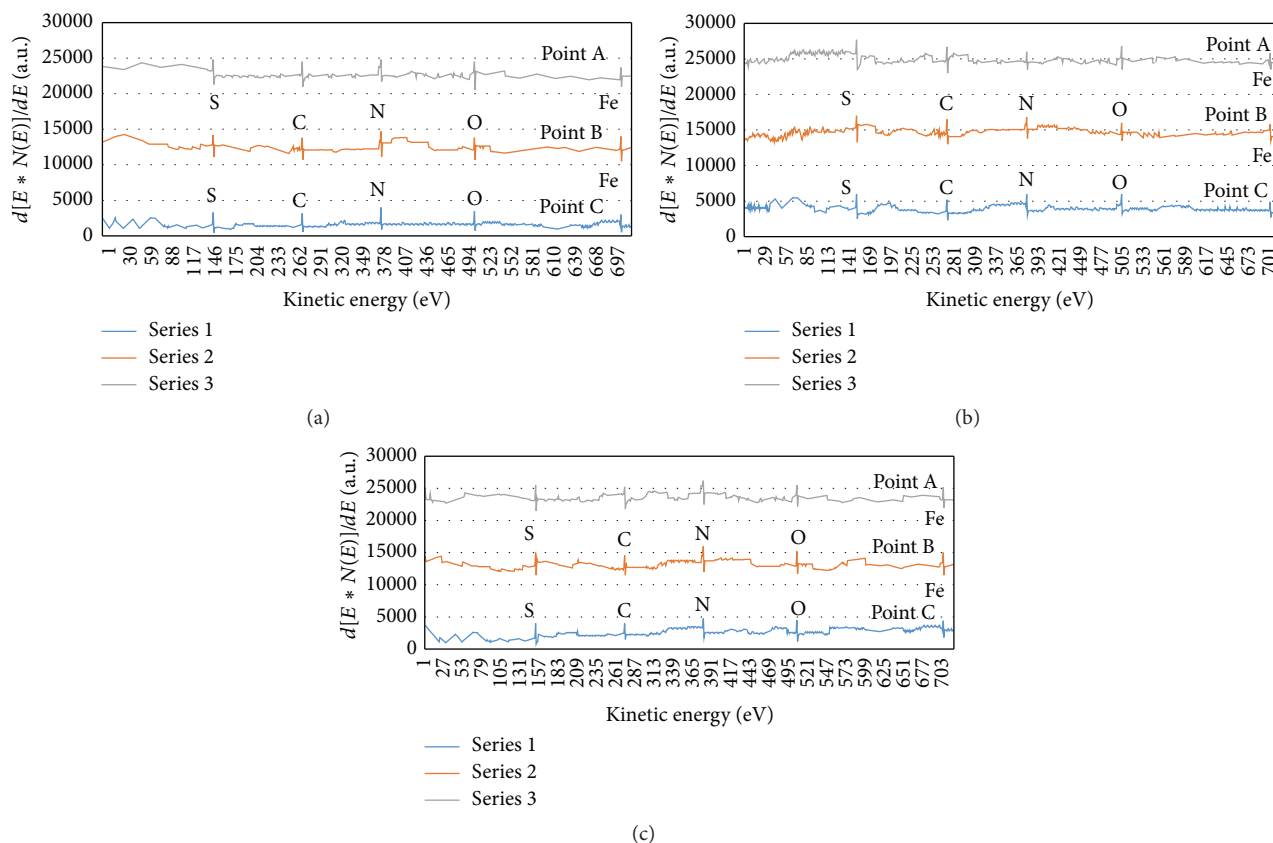 30000
25000
20000
15000
10000
5000
0
d[E ∗ N(E)]/dE (a.u.)
Point A
Fe
S
C
N
O
Point B
Fe
S
C
N
O
Point C
1 30 59 88 117 146 175 204 233 262 291 320 349 378 407 436 465 494 523 552 581 610 639 668 697
Kinetic energy (eV)
Series 1
Series 2
Series 3
(a)
30000
25000
20000
15000
10000
5000
0
d[E ∗ N(E)]/dE (a.u.)
Point A
Fe
S
C
N
O
Point B
Fe
S
C
N
O
Point C
1 29 57 85 113 141 169 197 225 253 281 309 337 365 393 421 449 477 505 533 561 589 617 645 673 701
Kinetic energy (eV)
Series 1
Series 2
Series 3
(b)
30000
25000
20000
15000
10000
5000
0
d[E ∗ N(E)]/dE (a.u.)
Point A
Fe
S
C
N
O
Point B
Fe
S
C
N
O
Point C
1 27 53 79 105 131 157 183 209 235 261 287 313 339 365 391 417 443 469 495 521 547 573 599 625 651 677 703
Kinetic energy (eV)
Series 1
Series 2
Series 3
(c)